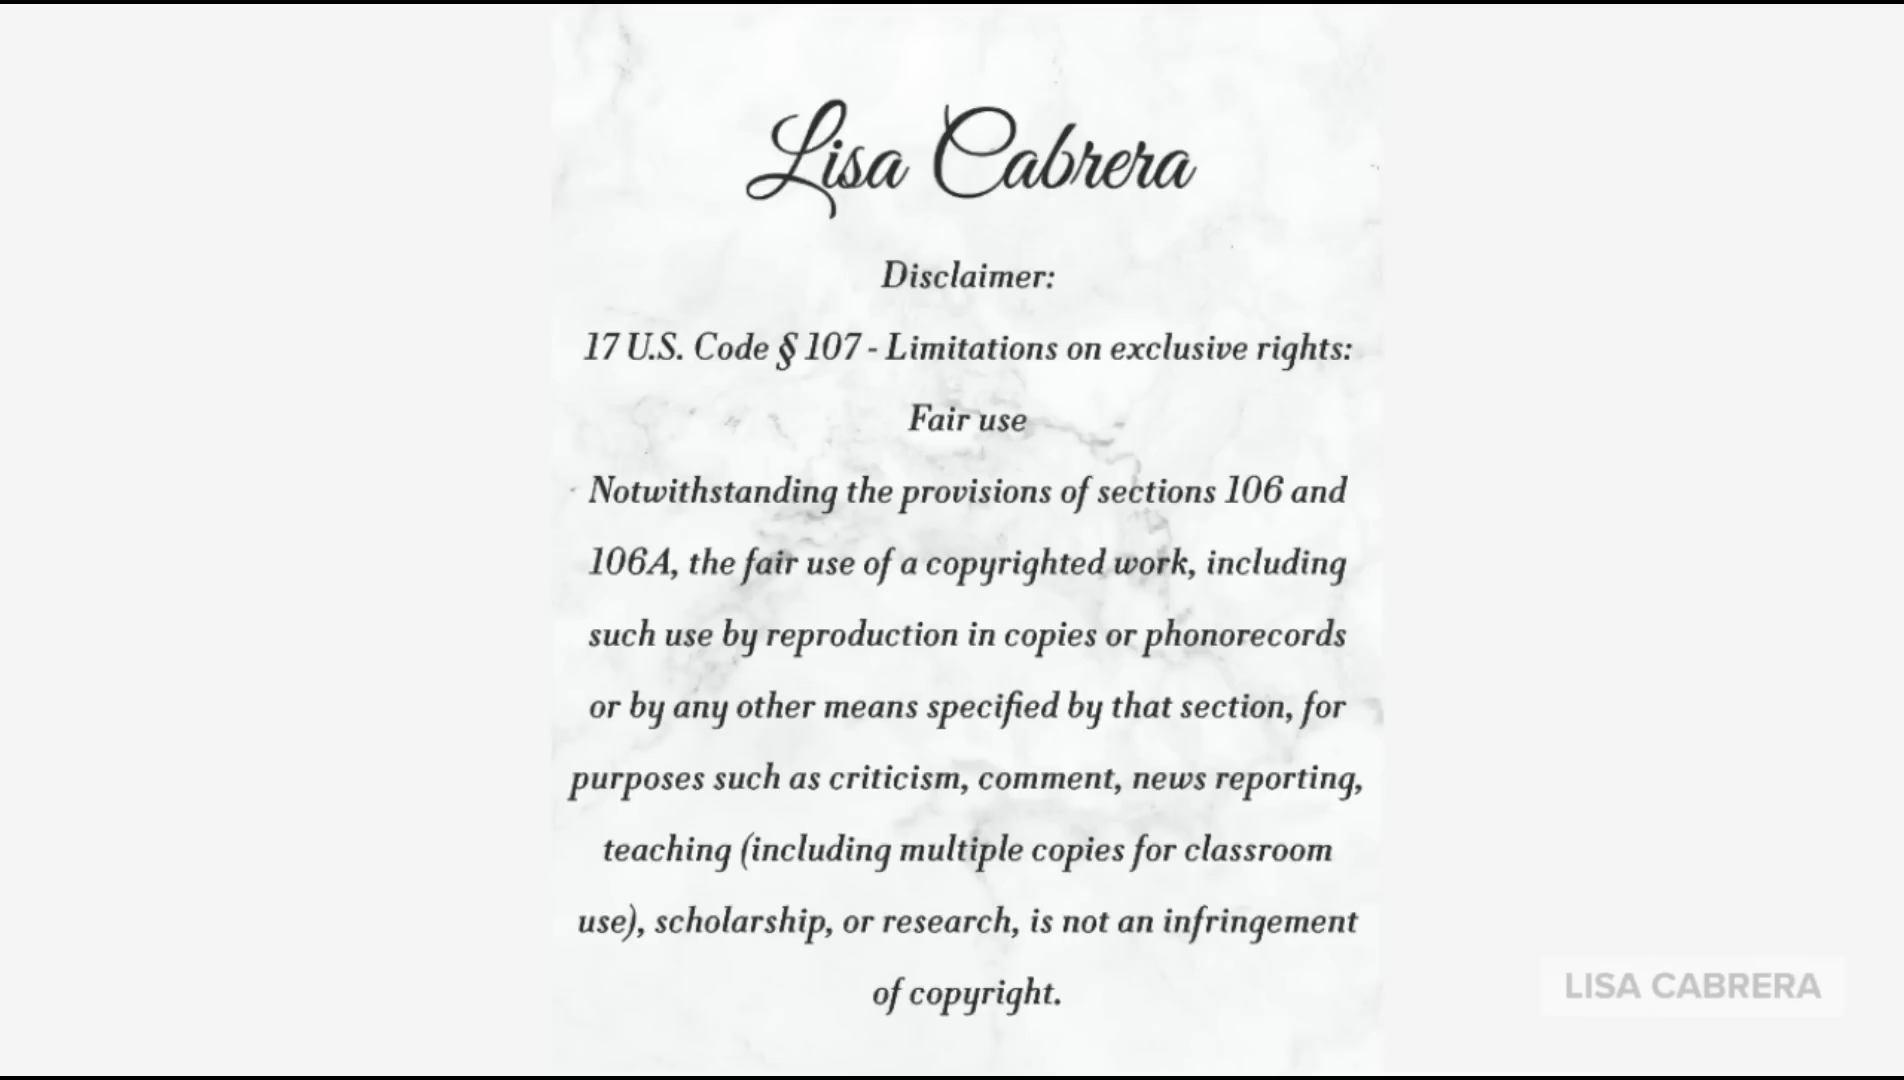 Lisa Cabrera
Disclaimer:
17 U.S. Code § 107 - Limitations on exclusive rights:
Fair use
Notwithstanding the provisions of sections 106 and
106A, the fair use of a copyrighted work, including
such use by reproduction in copies or phonorecords
or by any other means specified by that section, for
purposes such as criticism, comment, news reporting,
teaching (including multiple copies for classroom
use), scholarship, or research, is not an infringement
of copyright.
LISA CABRERA